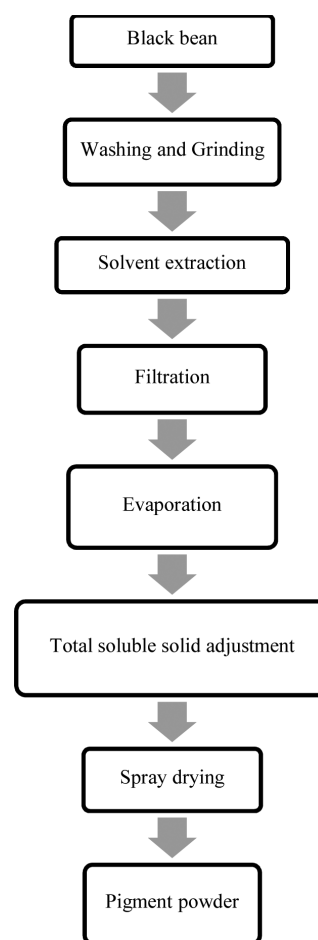 Black bean
Washing and Grinding
Solvent extraction
Filtration
Evaporation
Total soluble solid adjustment
Spray drying
Pigment powder